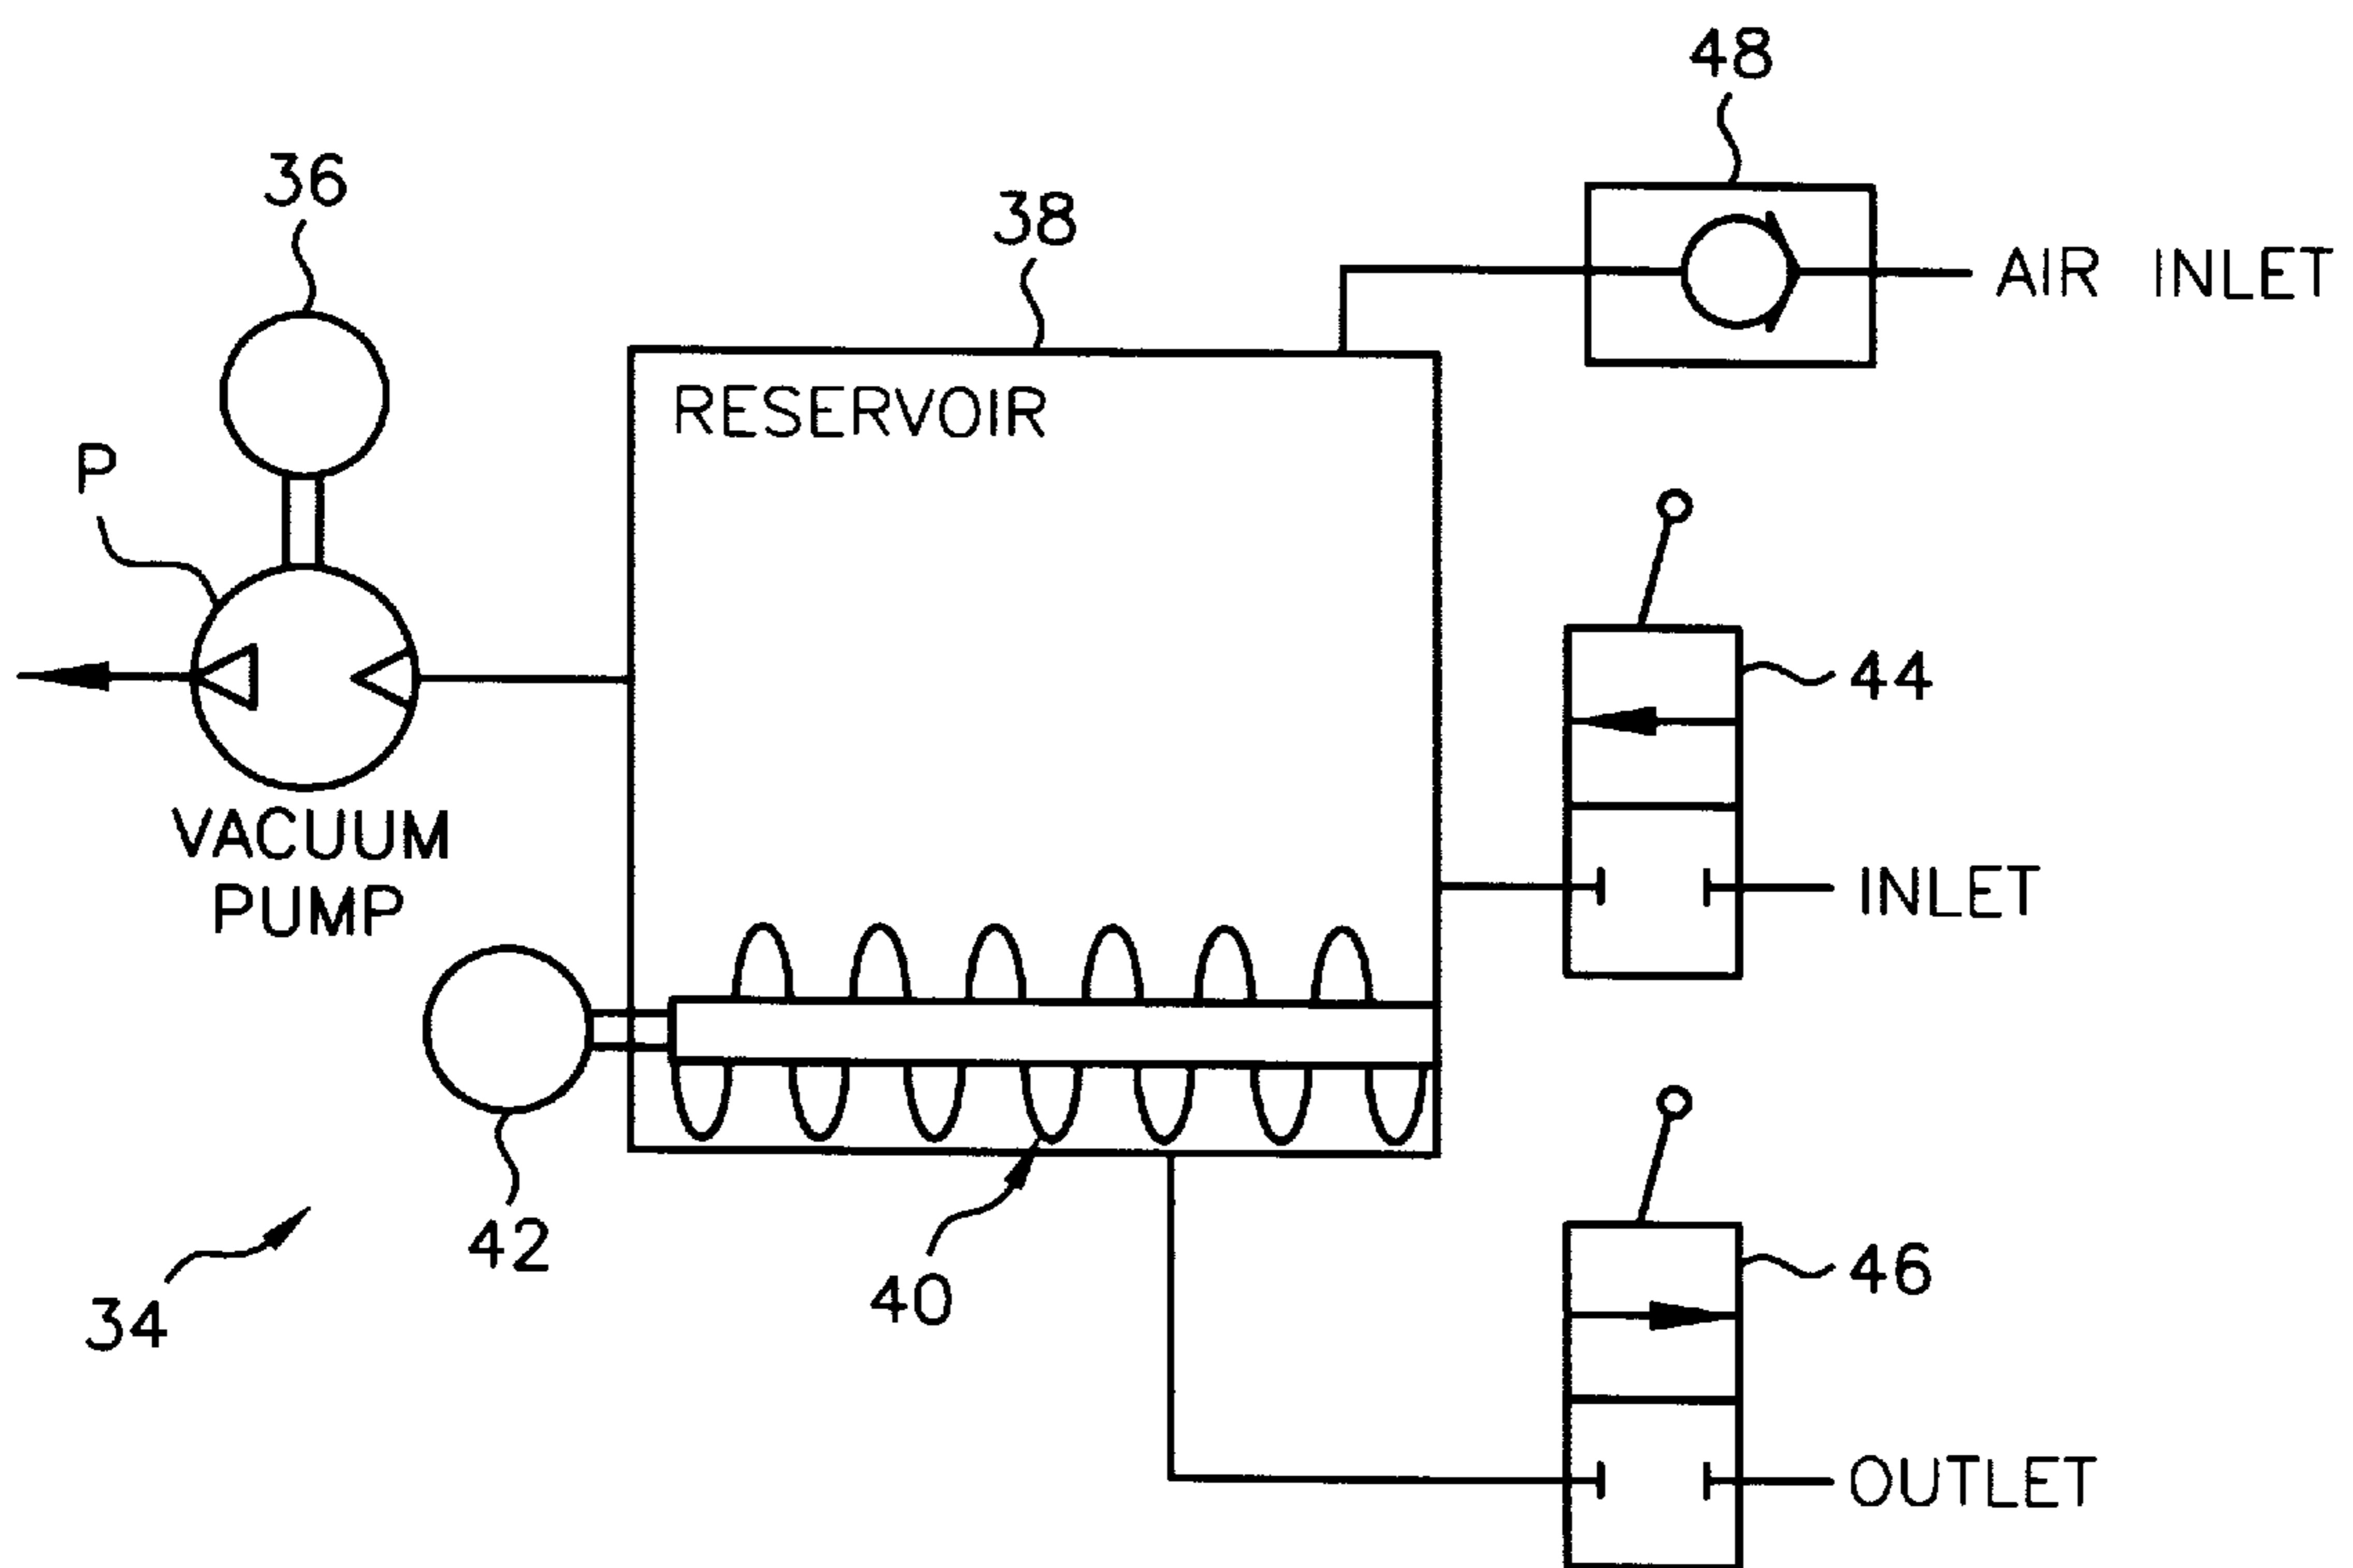 48
36
38
AIR INLET
RESERVOIR
P
44
VACUUM
PUMP
INLET
42
46
40
34
OUTLET